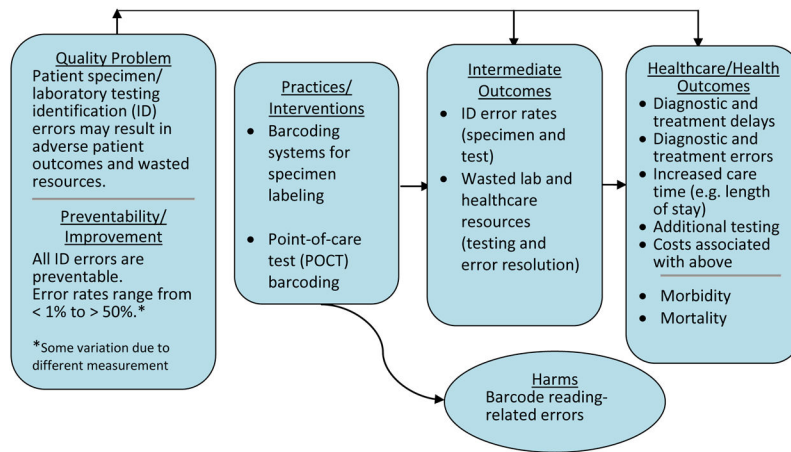 Quality Problem
Patient specimen/
laboratory testing
identification (ID)
errors may result in
adverse patient
outcomes and wasted
resources.
Preventability/
Improvement
All ID errors are
preventable.
Error rates range from
< 1% to > 50%.*
*Some variation due to
different measurement
Practices/
Interventions
• Barcoding
systems for
specimen
labeling
• Point-of-care
test (POCT)
barcoding
Intermediate
Outcomes
• ID error rates
(specimen and
test)
• Wasted lab and
healthcare
resources
(testing and
error resolution)
Healthcare/Health
Outcomes
• Diagnostic and
treatment delays
• Diagnostic and
treatment errors
• Increased care
time (e.g. length
of stay)
• Additional testing
• Costs associated
with above
• Morbidity
• Mortality
Harms
Barcode reading-
related errors